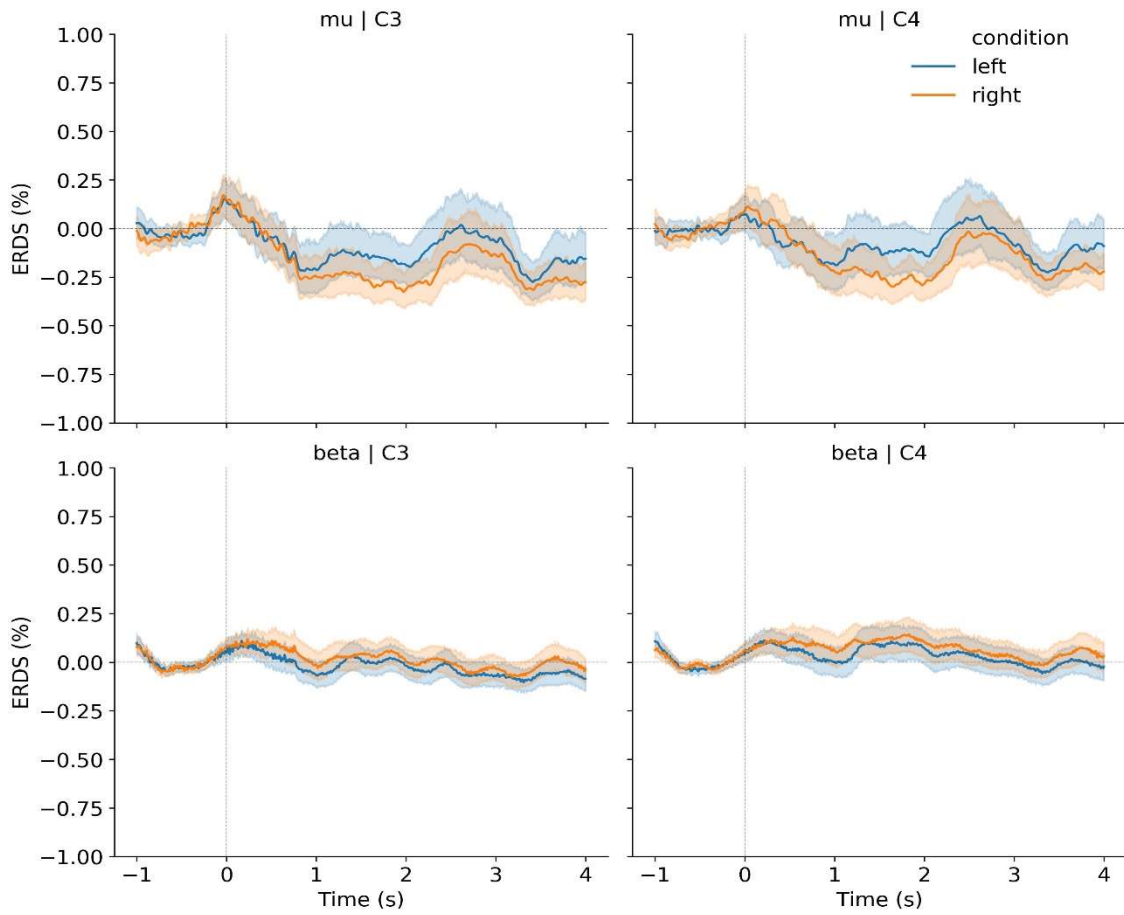 mu | C3
mu | C4
condition
left
right
1.00
0.75
0.50
0.25
0.00
−0.25
−0.50
−0.75
−1.00
ERDS (%)
beta | C3
beta | C4
1.00
0.75
0.50
0.25
0.00
−0.25
−0.50
−0.75
−1.00
ERDS (%)
−1 0 1 2 3 4
−1 0 1 2 3 4
Time (s)
Time (s)